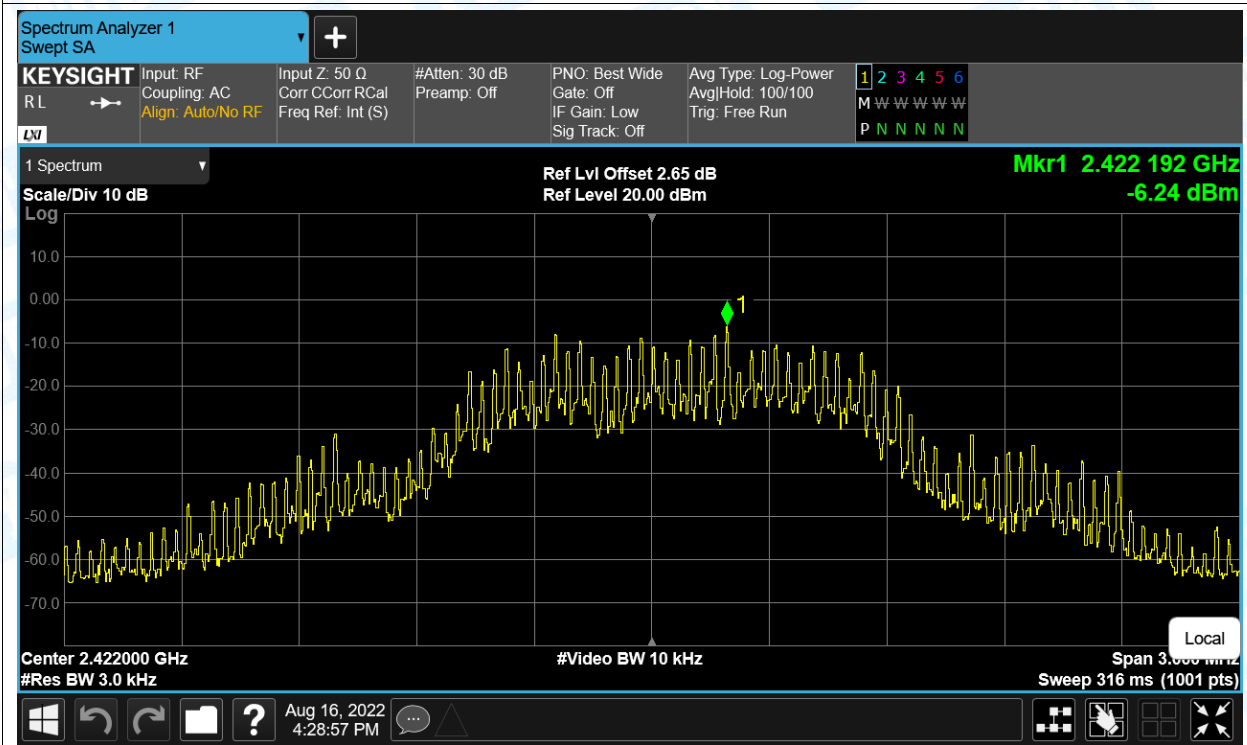 Spectrum Analyzer 1
Swept SA
+
KEYSIGHT
R L
LXI
Input: RF
Coupling: AC
Align: Auto/No RF
Input Z: 50 Ω
Corr CCorr RCal
Freq Ref: Int (S)
#Atten: 30 dB
Preamp: Off
PNO: Best Wide
Gate: Off
IF Gain: Low
Sig Track: Off
Avg Type: Log-Power
Avg|Hold: 100/100
Trig: Free Run
1 2 3 4 5 6
M W W W W W
P N N N N N
1 Spectrum
Scale/Div 10 dB
Log
Ref Lvl Offset 2.65 dB
Ref Level 20.00 dBm
Mkr1 2.422 192 GHz
-6.24 dBm
10.0
0.00
1
-10.0
-20.0
-30.0
-40.0
-50.0
-60.0
-70.0
Local
Center 2.422000 GHz
#Video BW 10 kHz
Span
#Res BW 3.0 kHz
Sweep 316 ms (1001 pts)
?
Aug 16, 2022
4:28:57 PM